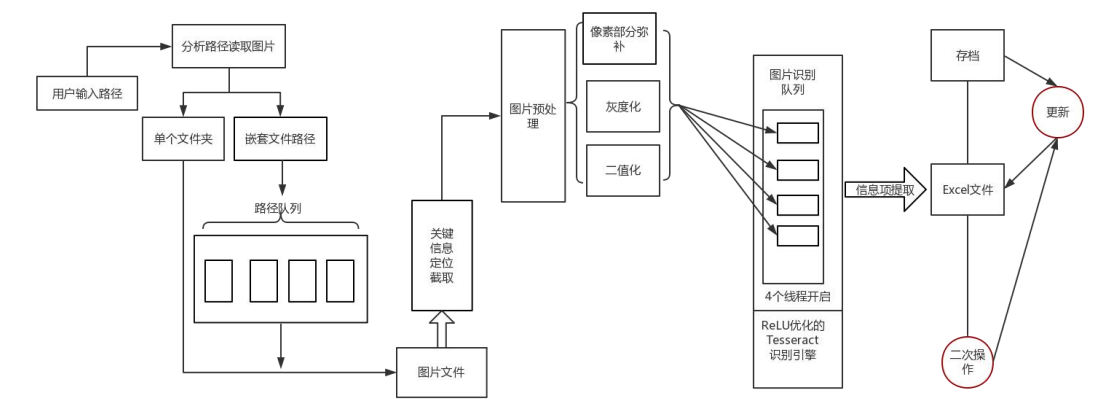 分析路径读取图片
用户输入路径
单个文件夹
嵌套文件路径
路径队列
关键
信息
定位
截取
图片文件
图片预处
理
像素部分弥
补
灰度化
二值化
图片识别
队列
4个线程开启
ReLU优化的
Tesseract
识别引擎
信息项提取
存档
更新
Excel文件
二次操
作